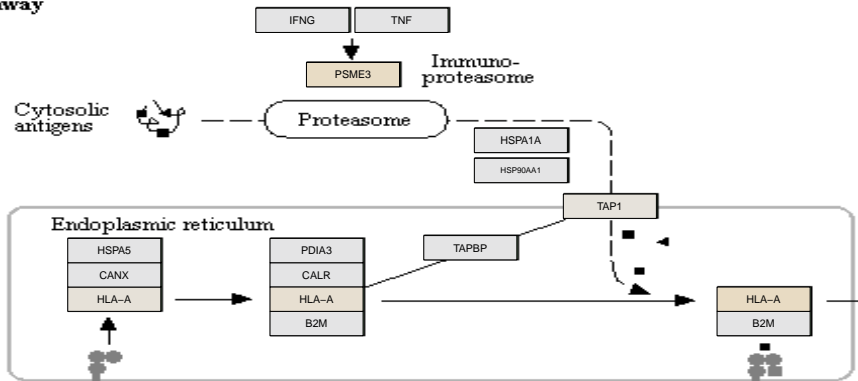 IFNG TNF
PSME3
Immuno-
proteasome
Cytosolic
antigens
Proteasome
HSPA1A
HSP90AA1
TAP1
Endoplasmic reticulum
HSPA5
CANX
HLA−A
PDIA3
CALR
HLA−A
B2M
TAPBP
HLA−A
B2M